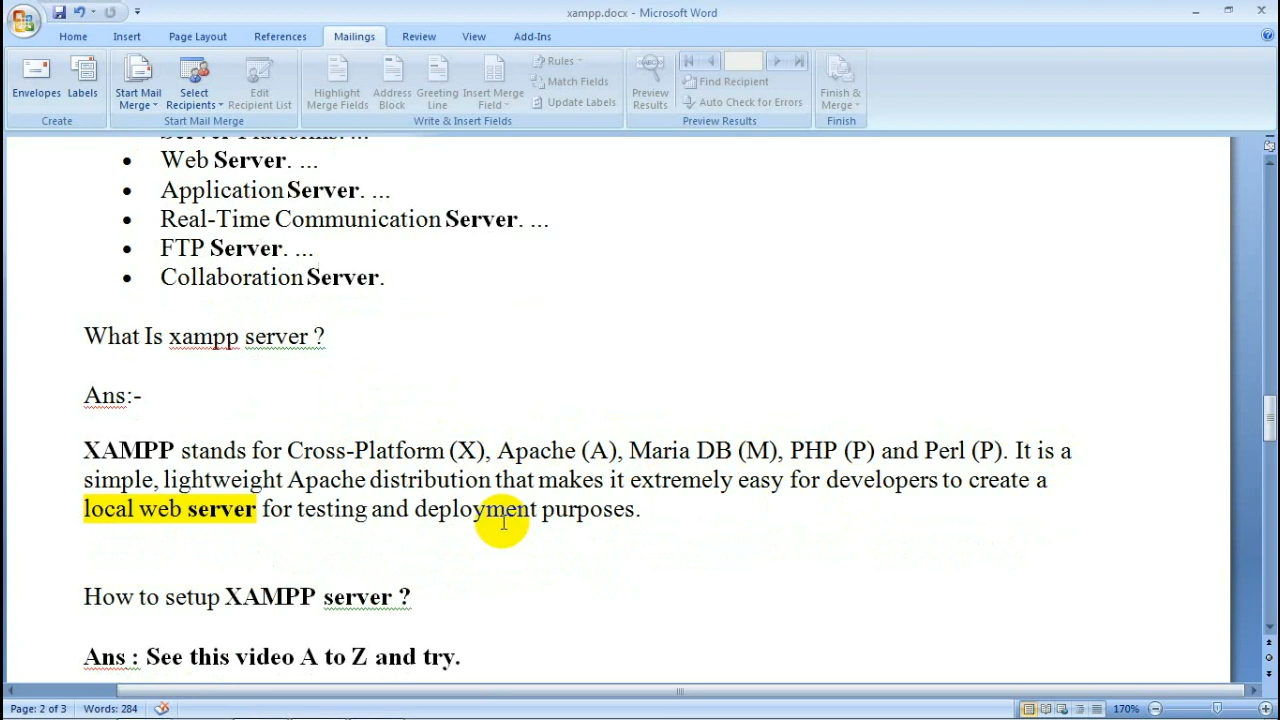 xampp.docx - Microsoft Word
Home Insert Page Layout References Mailings Review View Add-Ins
Envelopes Labels Start Mail Merge Select Recipients Edit Recipient List Highlight Merge Fields Address Block Greeting Line Insert Merge Field Rules Match Fields Update Labels Preview Results Find Recipient Auto Check for Errors Finish & Merge
Create Start Mail Merge Write & Insert Fields Preview Results Finish
Server Platforms. ...
• Web Server. ...
• Application Server. ...
• Real-Time Communication Server. ...
• FTP Server. ...
• Collaboration Server.
What Is xampp server ?
Ans:-
XAMPP stands for Cross-Platform (X), Apache (A), Maria DB (M), PHP (P) and Perl (P). It is a
simple, lightweight Apache distribution that makes it extremely easy for developers to create a
local web server for testing and deployment purposes.
How to setup XAMPP server ?
Ans : See this video A to Z and try.
Page: 2 of 3 Words: 284 170%